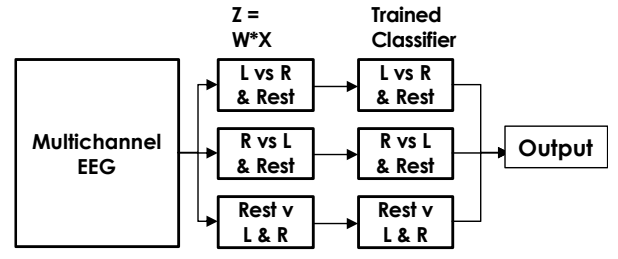 Z =
W*X
Trained
Classifier
Multichannel
EEG
L vs R
& Rest
L vs R
& Rest
R vs L
& Rest
R vs L
& Rest
Rest v
L & R
Rest v
L & R
Output